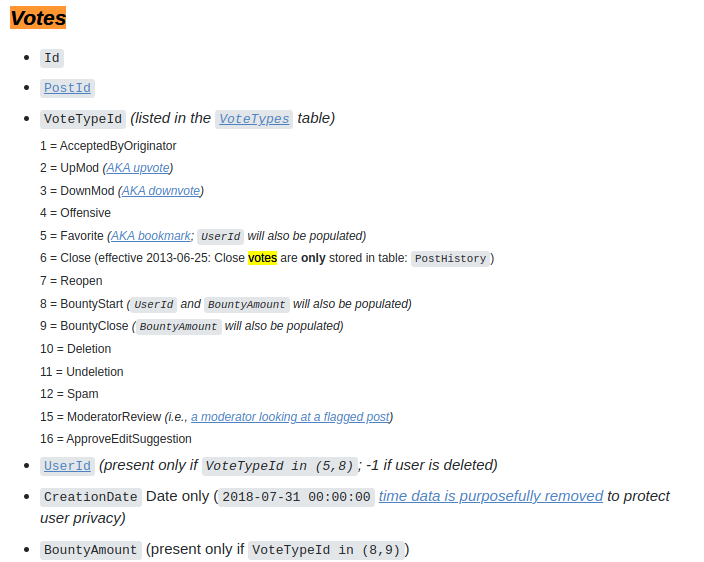 Votes
Id
PostId
VoteTypeId (listed in the VoteTypes table)
1 = AcceptedByOriginator
2 = UpMod (AKA upvote)
3 = DownMod (AKA downvote)
4 = Offensive
5 = Favorite (AKA bookmark; UserId will also be populated)
6 = Close (effective 2013-06-25: Close votes are only stored in table: PostHistory)
7 = Reopen
8 = BountyStart (UserId and BountyAmount will also be populated)
9 = BountyClose (BountyAmount will also be populated)
10 = Deletion
11 = Undeletion
12 = Spam
15 = ModeratorReview (i.e., a moderator looking at a flagged post)
16 = ApproveEditSuggestion
UserId (present only if VoteTypeId in (5,8); -1 if user is deleted)
CreationDate Date only (2018-07-31 00:00:00 time data is purposefully removed to protect
user privacy)
BountyAmount (present only if VoteTypeId in (8,9))